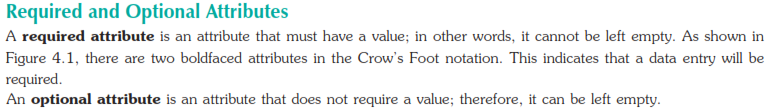 Required and Optional Attributes
A required attribute is an attribute that must have a value; in other words, it cannot be left empty. As shown in
Figure 4.1, there are two boldfaced attributes in the Crow's Foot notation. This indicates that a data entry will be
required.
An optional attribute is an attribute that does not require a value; therefore, it can be left empty.